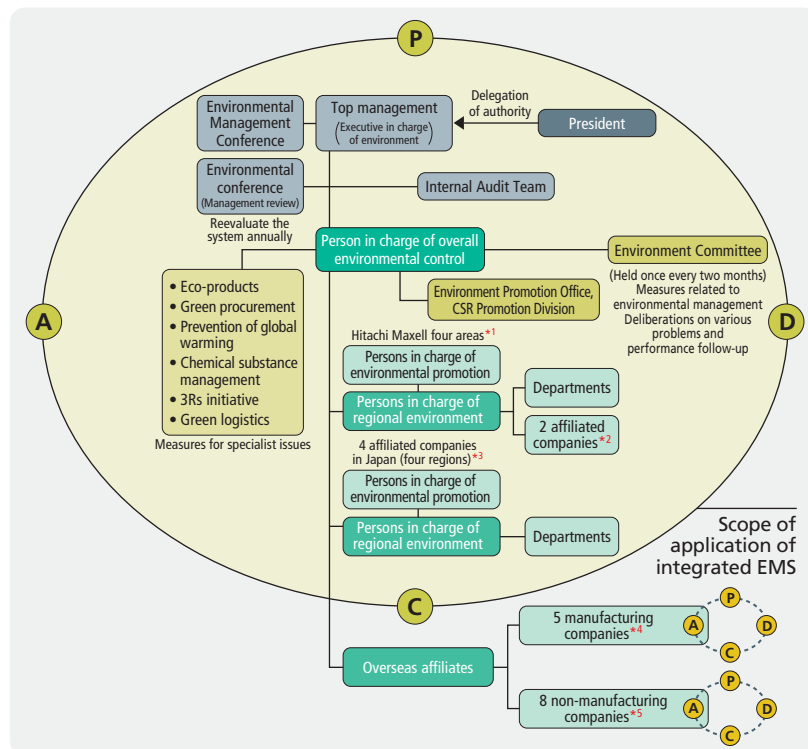 P
Environmental
Management
Conference
Top management
(Executive in charge
of environment)
Delegation
of authority
President
Environmental
conference
(Management review)
Internal Audit Team
Reevaluate the
system annually
Person in charge of overall
environmental control
Environment Committee
(Held once every two months)
Measures related to
environmental management
Deliberations on various
problems and
performance follow-up
• Eco-products
• Green procurement
• Prevention of global
warming
• Chemical substance
management
• 3Rs initiative
• Green logistics
Measures for specialist issues
Environment Promotion Office,
CSR Promotion Division
A
D
Hitachi Maxell four areas*1
Persons in charge of
environmental promotion
Persons in charge of
regional environment
Departments
2 affiliated
companies*2
4 affiliated companies
in Japan (four regions)*3
Persons in charge of
environmental promotion
Persons in charge of
regional environment
Departments
Scope of
application of
integrated EMS
C
Overseas affiliates
5 manufacturing
companies*4
P
A
D
C
8 non-manufacturing
companies*5
P
A
D
C